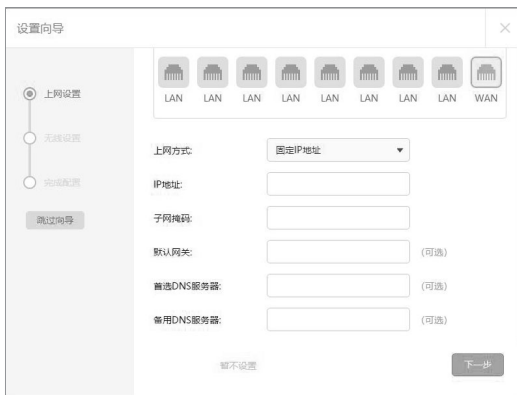 设置向导
上网设置
无线设置
完成配置
跳过向导
LAN LAN LAN LAN LAN LAN LAN LAN WAN
上网方式: 固定IP地址
IP地址:
子网掩码:
默认网关: (可选)
首选DNS服务器: (可选)
备用DNS服务器: (可选)
暂不设置 下一步